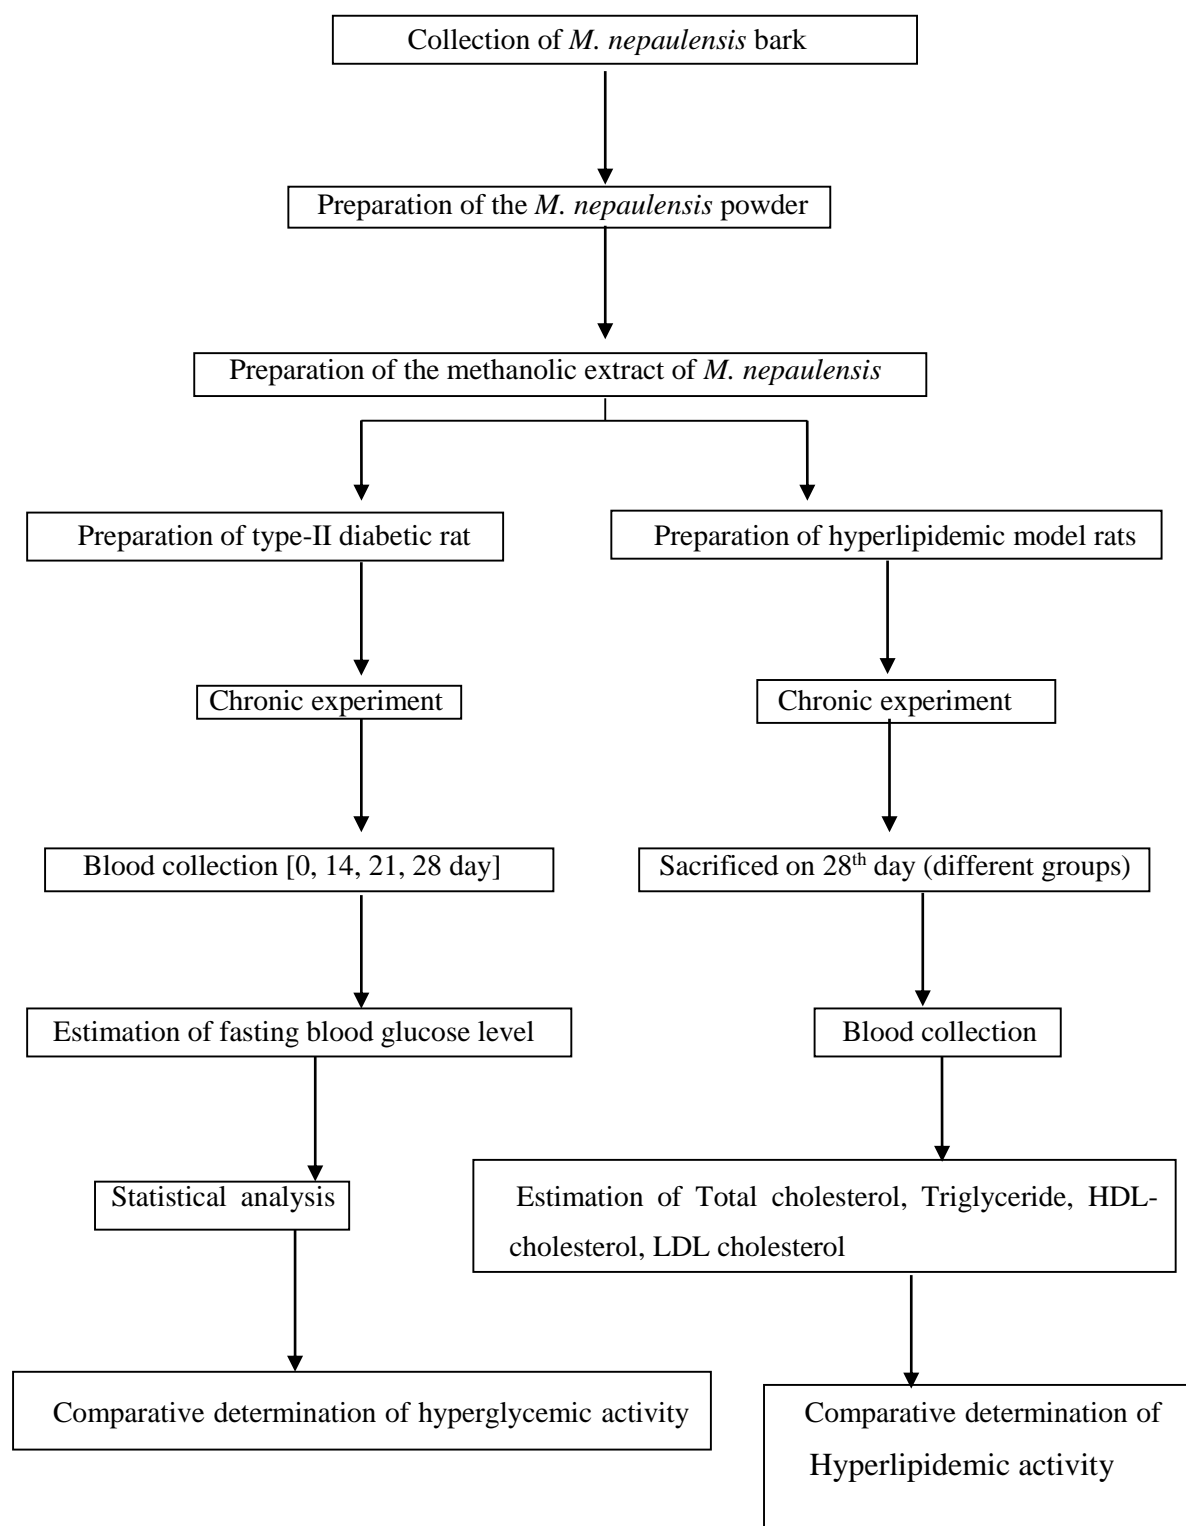 Collection of M. nepaulensis bark
Preparation of the M. nepaulensis powder
Preparation of the methanolic extract of M. nepaulensis
Preparation of type-II diabetic rat
Preparation of hyperlipidemic model rats
Chronic experiment
Chronic experiment
Blood collection [0, 14, 21, 28 day]
Sacrificed on 28th day (different groups)
Estimation of fasting blood glucose level
Blood collection
Statistical analysis
Estimation of Total cholesterol, Triglyceride, HDL-
cholesterol, LDL cholesterol
Comparative determination of hyperglycemic activity
Comparative determination of
Hyperlipidemic activity